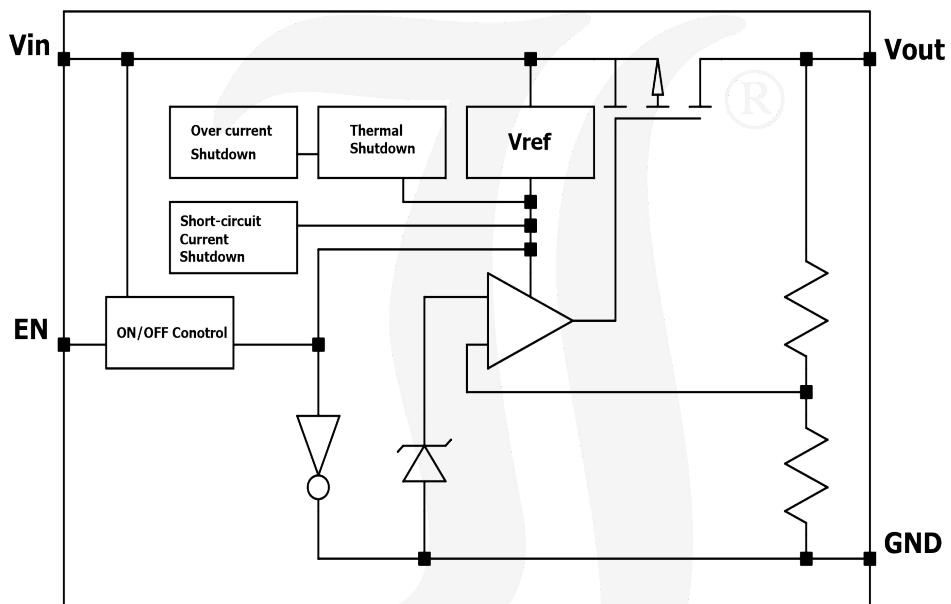 Vin
Vout
®
Over current
Shutdown
Thermal
Shutdown
Vref
Short-circuit
Current
Shutdown
EN
ON/OFF Conotrol
GND